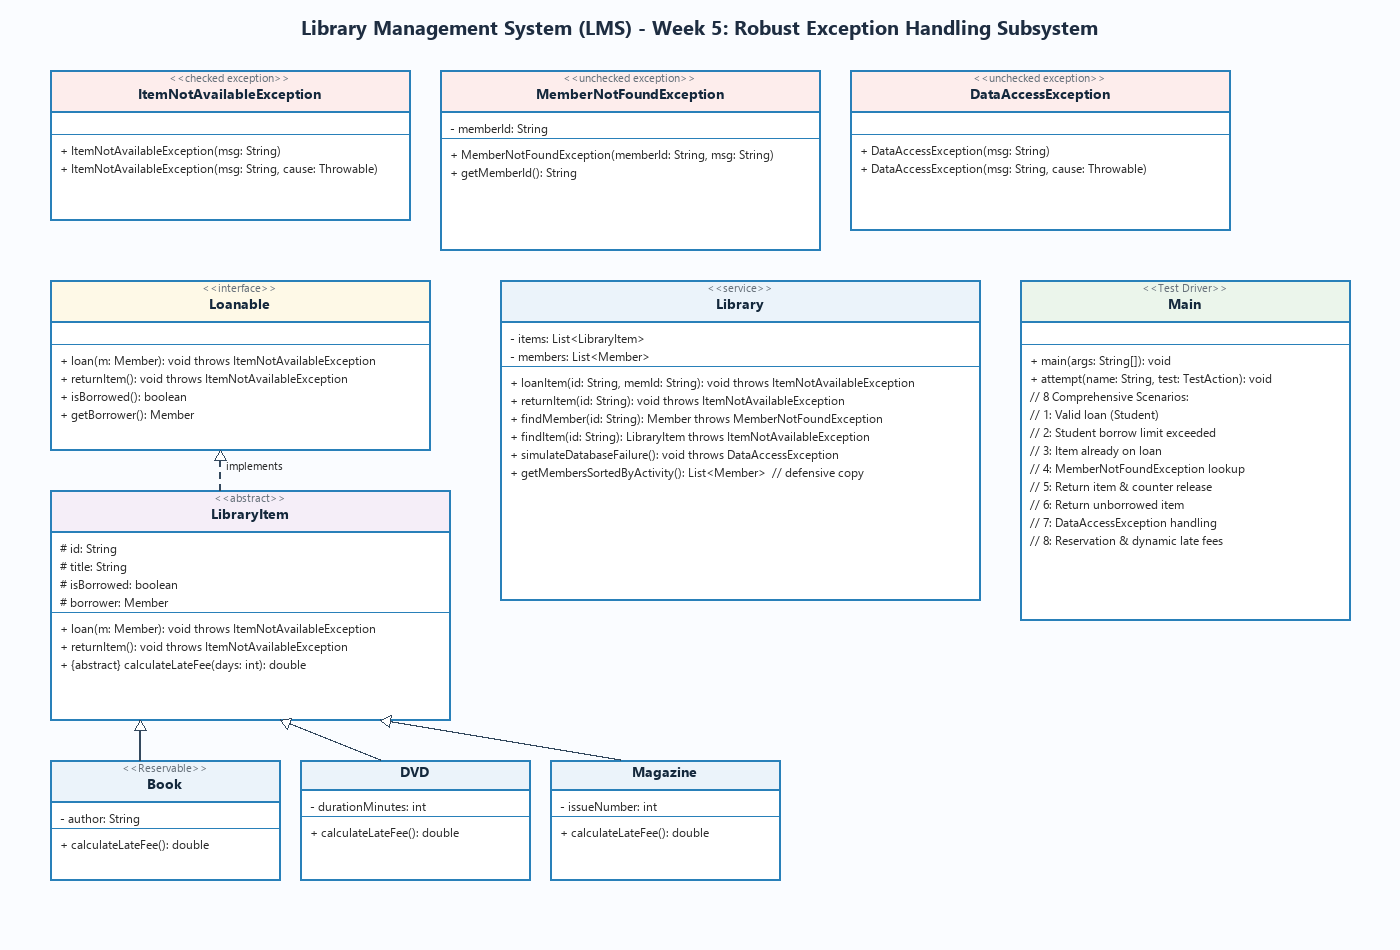 Library Management System (LMS) - Week 5: Robust Exception Handling Subsystem
<<checked exception>>
ItemNotAvailableException
+ ItemNotAvailableException(msg: String)
+ ItemNotAvailableException(msg: String, cause: Throwable)
<<unchecked exception>>
MemberNotFoundException
- memberId: String
+ MemberNotFoundException(memberId: String, msg: String)
+ getMemberId(): String
<<unchecked exception>>
DataAccessException
+ DataAccessException(msg: String)
+ DataAccessException(msg: String, cause: Throwable)
<<interface>>
Loanable
+ loan(m: Member): void throws ItemNotAvailableException
+ returnItem(): void throws ItemNotAvailableException
+ isBorrowed(): boolean
+ getBorrower(): Member
<<service>>
Library
- items: List<LibraryItem>
- members: List<Member>
+ loanItem(id: String, memId: String): void throws ItemNotAvailableException
+ returnItem(id: String): void throws ItemNotAvailableException
+ findMember(id: String): Member throws MemberNotFoundException
+ findItem(id: String): LibraryItem throws ItemNotAvailableException
+ simulateDatabaseFailure(): void throws DataAccessException
+ getMembersSortedByActivity(): List<Member>  // defensive copy
<<Test Driver>>
Main
+ main(args: String[]): void
+ attempt(name: String, test: TestAction): void
// 8 Comprehensive Scenarios:
// 1: Valid loan (Student)
// 2: Student borrow limit exceeded
// 3: Item already on loan
// 4: MemberNotFoundException lookup
// 5: Return item & counter release
// 6: Return unborrowed item
// 7: DataAccessException handling
// 8: Reservation & dynamic late fees
implements
<<abstract>>
LibraryItem
# id: String
# title: String
# isBorrowed: boolean
# borrower: Member
+ loan(m: Member): void throws ItemNotAvailableException
+ returnItem(): void throws ItemNotAvailableException
+ {abstract} calculateLateFee(days: int): double
<<Reservable>>
Book
- author: String
+ calculateLateFee(): double
DVD
- durationMinutes: int
+ calculateLateFee(): double
Magazine
- issueNumber: int
+ calculateLateFee(): double